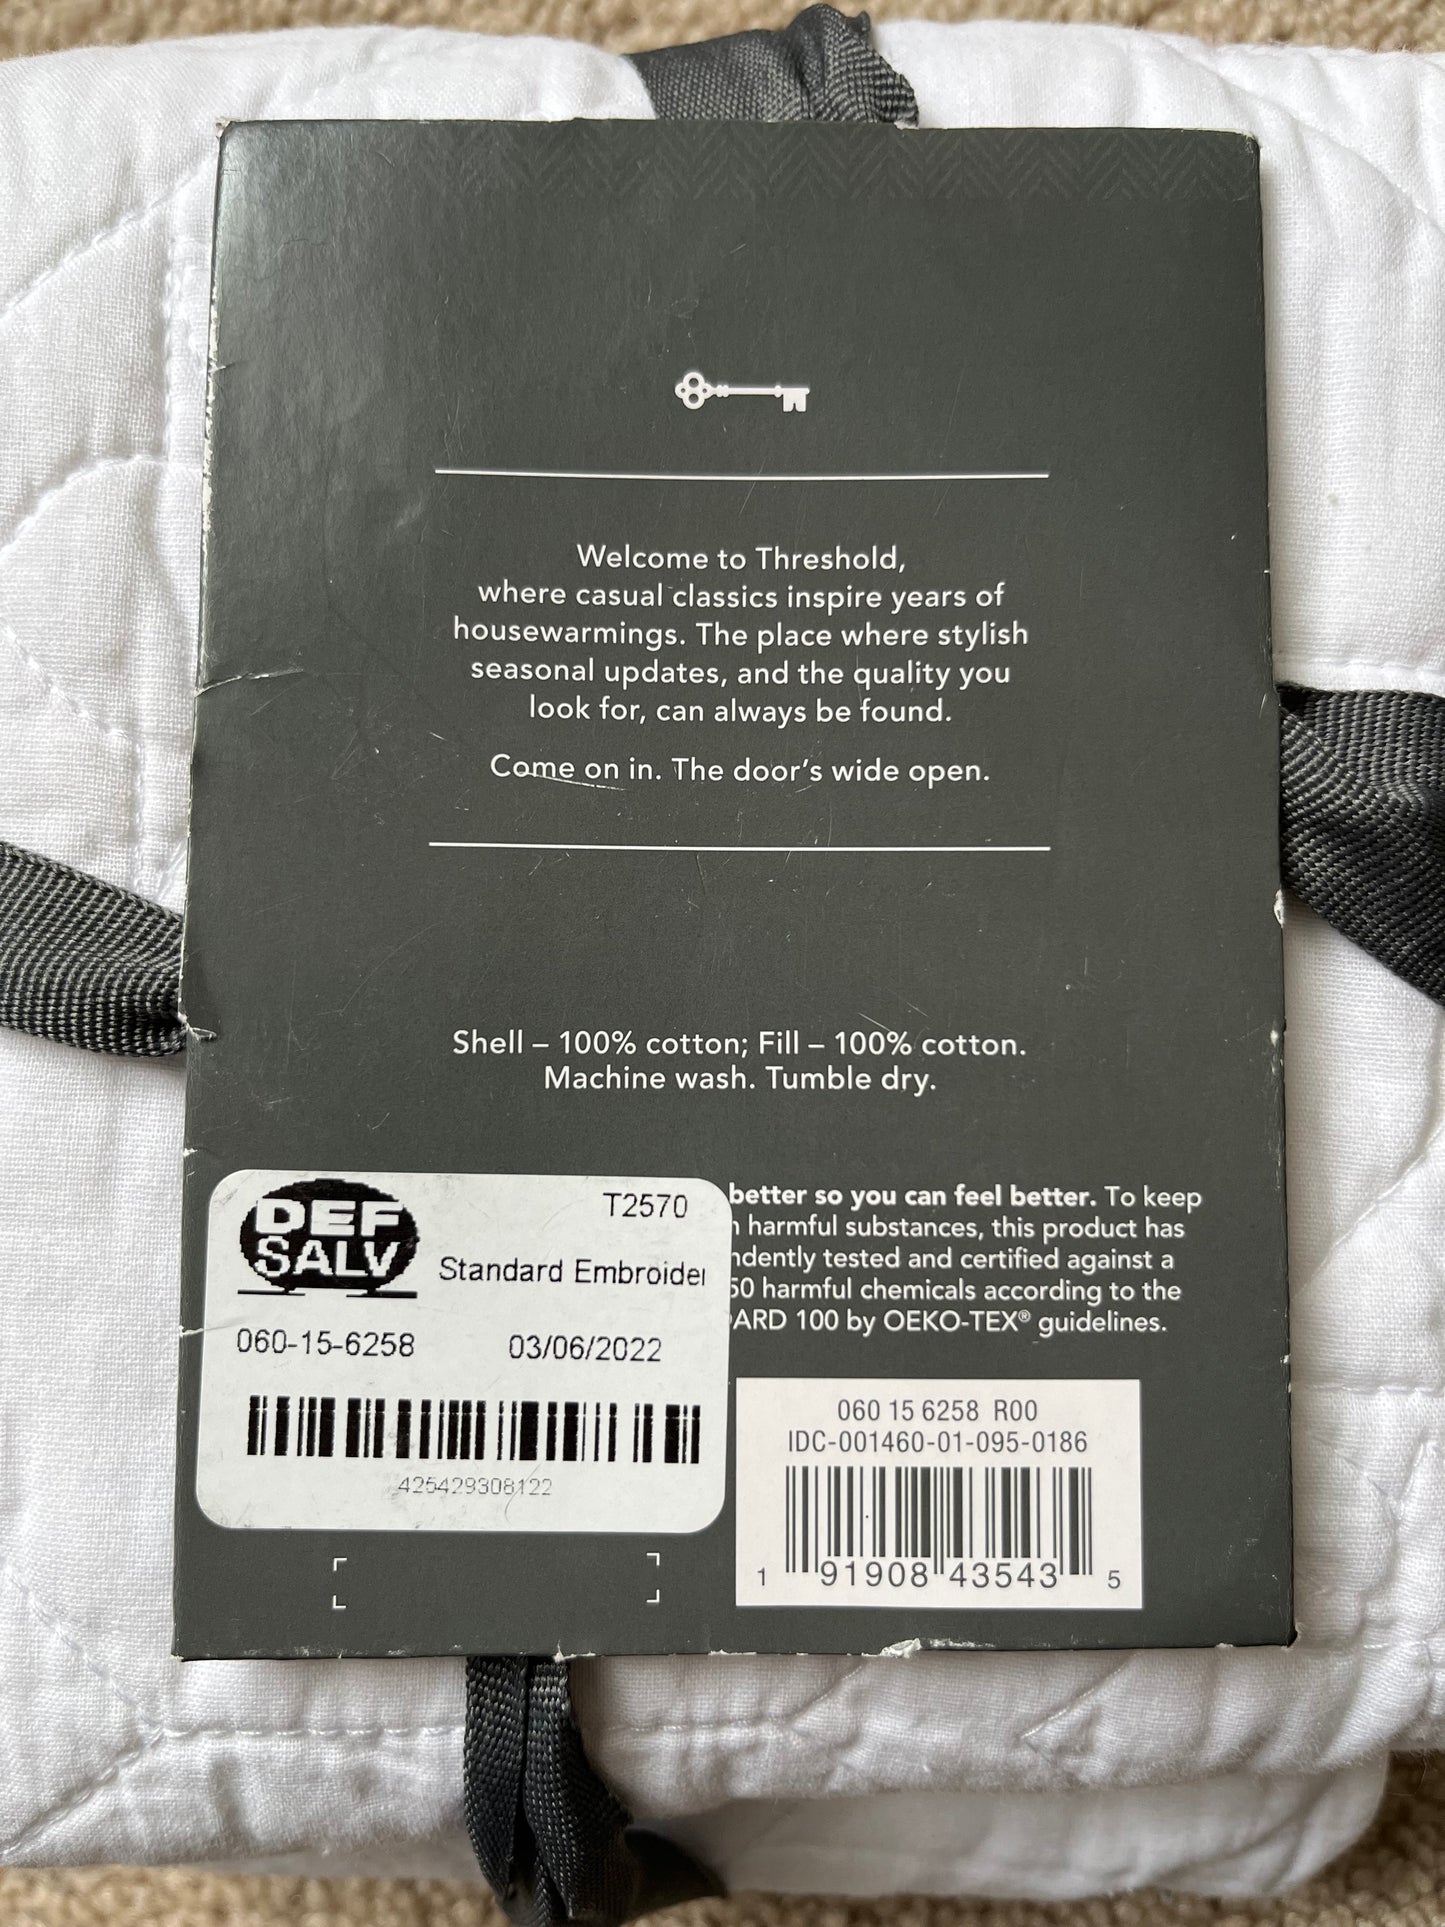 Welcome to Threshold,
where casual classics inspire years of
housewarmings. The place where stylish
seasonal updates, and the quality you
look for, can always be found.
Come on in. The door's wide open.
Shell – 100% cotton; Fill – 100% cotton.
Machine wash. Tumble dry.
better so you can feel better. To keep
harmful substances, this product has
tested and certified against a
harmful chemicals according to the
100 by OEKO-TEX® guidelines.
DEF
SALV
T2570
Standard Embroider
060-15-6258 03/06/2022
425429308122
060 15 6258 R00
IDC-001460-01-095-0186
1 91908 43543 5